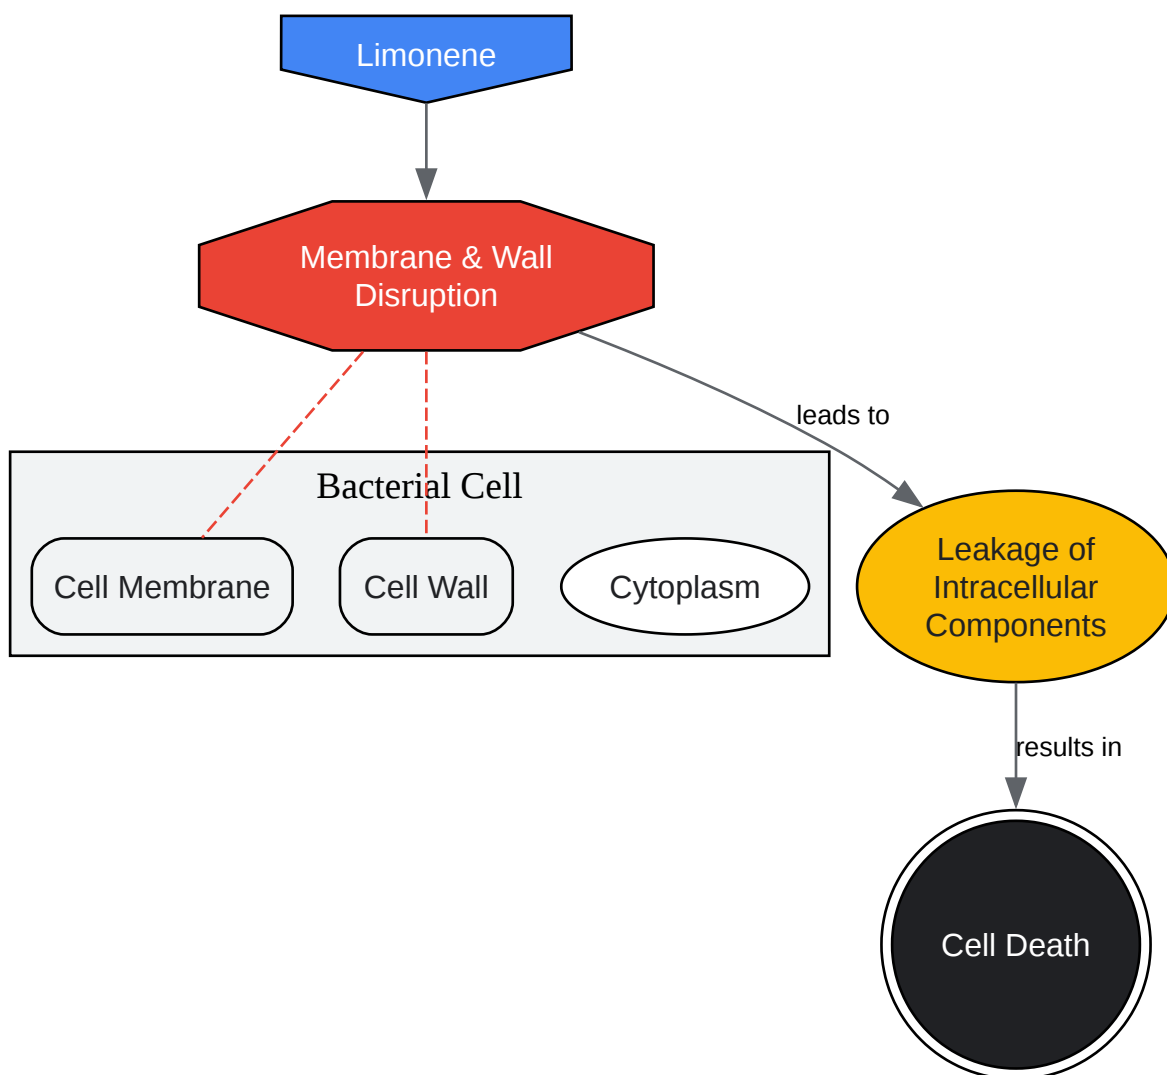 Limonene
Membrane & Wall
Disruption
leads to
Bacterial Cell
Cell Membrane
Cell Wall
Cytoplasm
Leakage of
Intracellular
Components
results in
Cell Death